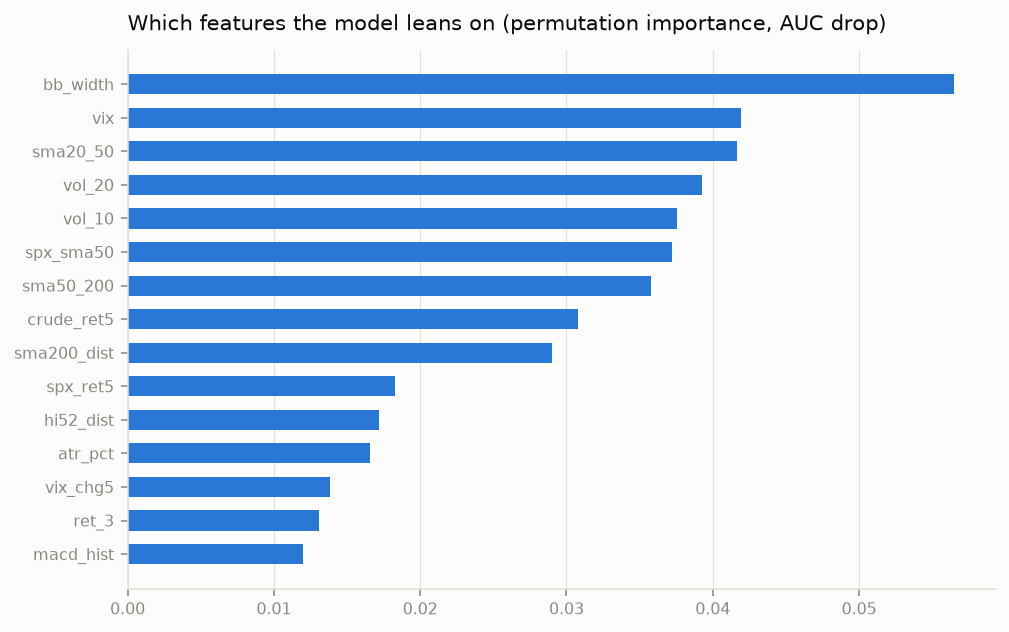 Which features the model leans on (permutation importance, AUC drop)
bb_width
vix
sma20_50
vol_20
vol_10
spx_sma50
sma50_200
crude_ret5
sma200_dist
spx_ret5
hi52_dist
atr_pct
vix_chg5
ret_3
macd_hist
0.00 0.01 0.02 0.03 0.04 0.05